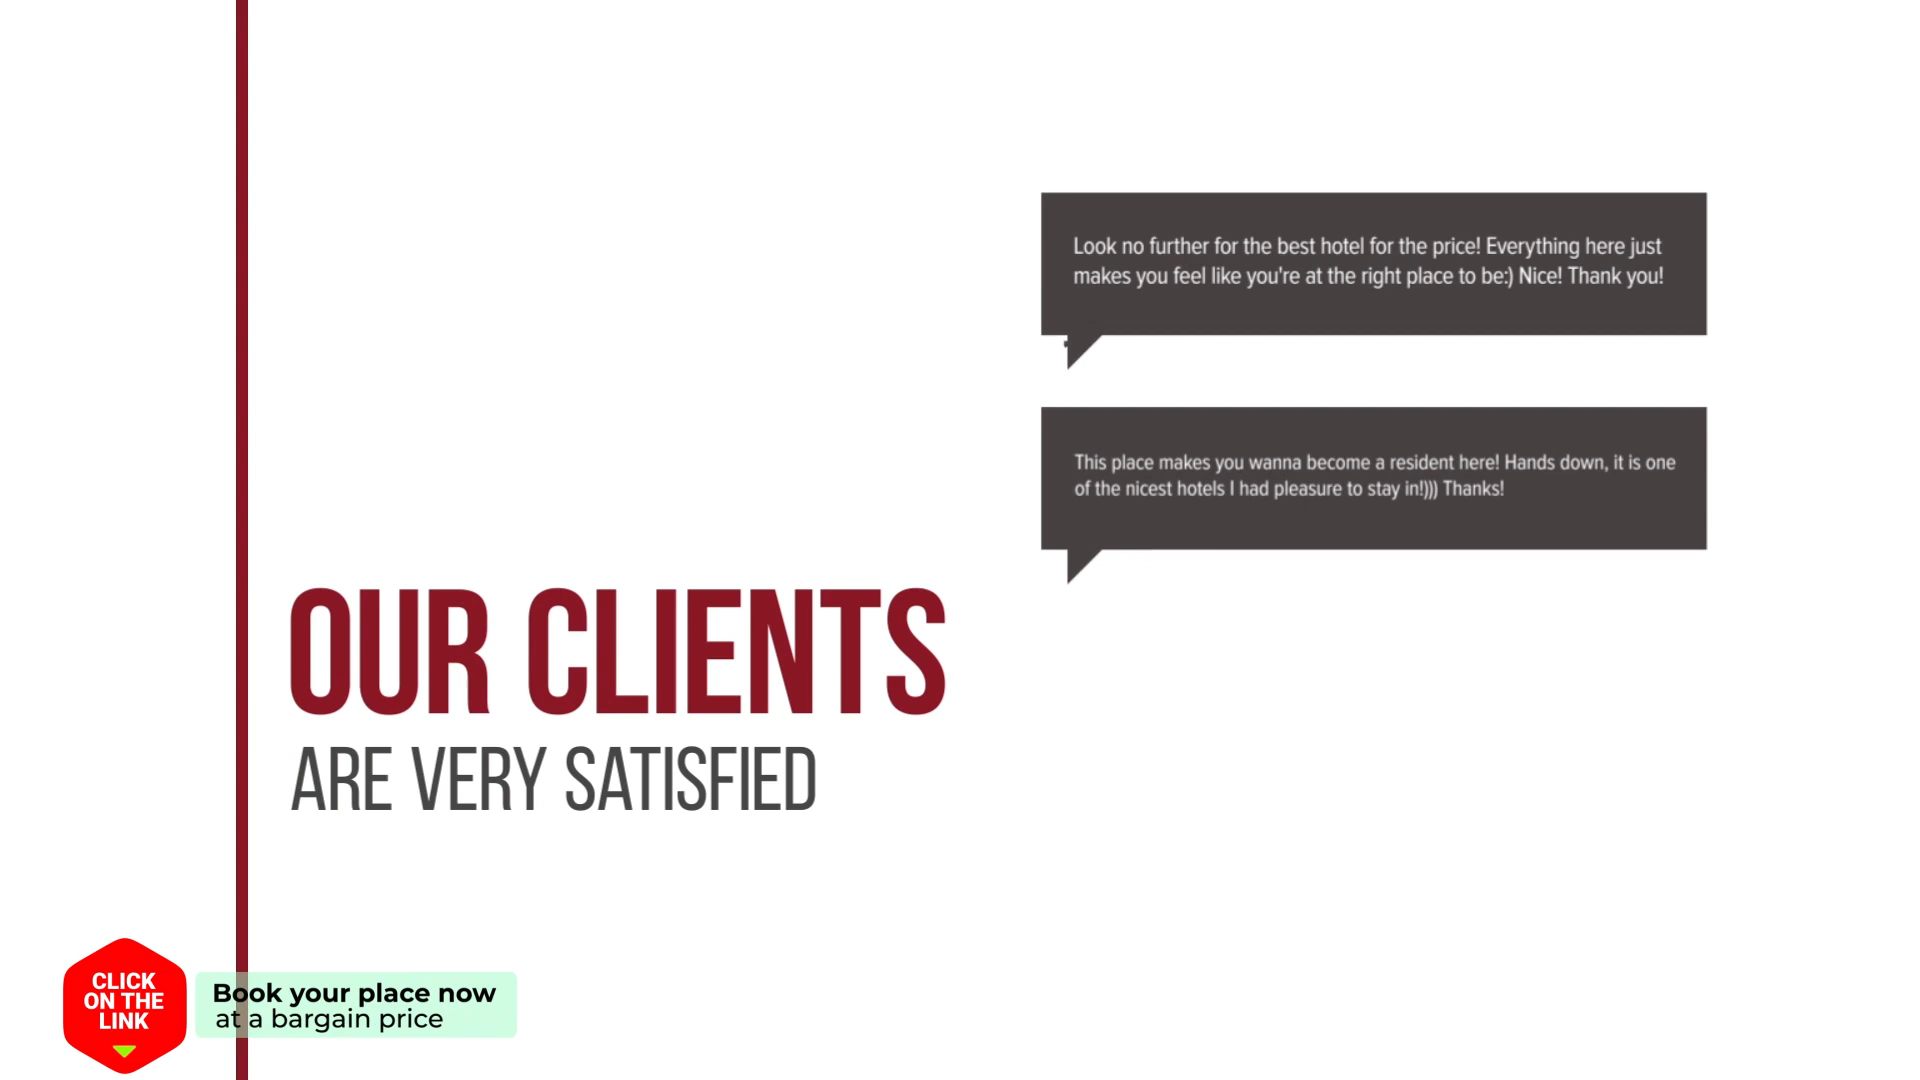 Look no further for the best hotel for the price! Everything here just
makes you feel like you're at the right place to be:) Nice! Thank you!
This place makes you wanna become a resident here! Hands down, it is one
of the nicest hotels I had pleasure to stay in!))) Thanks!
OUR CLIENTS
ARE VERY SATISFIED
CLICK
ON THE
LINK
Book your place now
at a bargain price